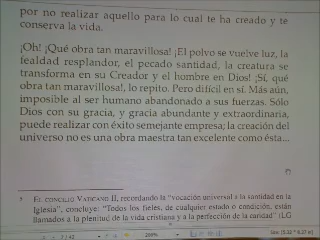 por no realizar aquello para lo cual te ha creado y te
conserva la vida.
¡Oh! ¡Qué obra tan maravillosa! ¡El polvo se vuelve luz, la
fealdad resplandor, el pecado santidad, la creatura se
transforma en su Creador y el hombre en Dios! ¡Sí, qué
obra tan maravillosa!, lo repito. Pero difícil en sí. Más aún,
imposible al ser humano abandonado a sus fuerzas. Sólo
Dios con su gracia, y gracia abundante y extraordinaria,
puede realizar con éxito semejante empresa; la creación del
universo no es una obra maestra tan excelente como ésta...
EL CONCILIO VATICANO II, recordando la "vocación universal a la santidad en la
Iglesia", concluye: "Todos los fieles, de cualquier estado o condición, están
llamados a la plenitud de la vida cristiana y a la perfección de la caridad" (LG
200%